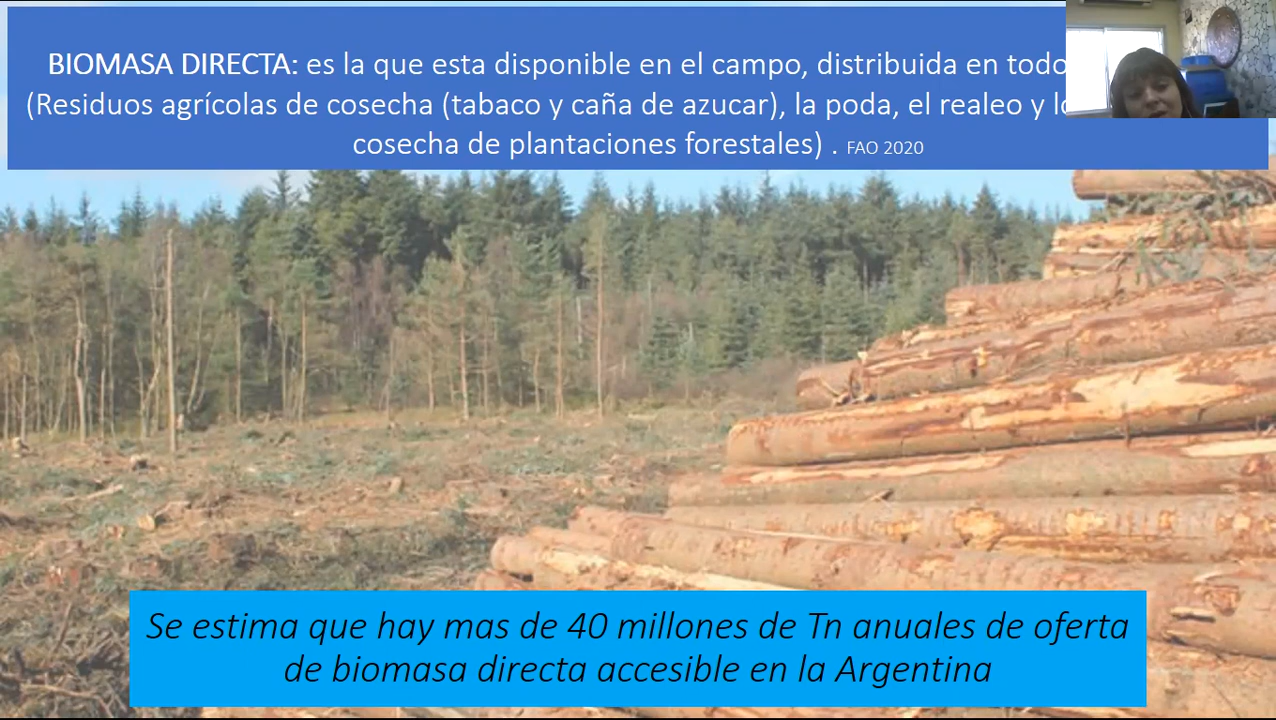 BIOMASA DIRECTA: es la que esta disponible en el campo, distribuida en todo
(Residuos agrícolas de cosecha (tabaco y caña de azucar), la poda, el realeo y
cosecha de plantaciones forestales) . FAO 2020
Se estima que hay mas de 40 millones de Tn anuales de oferta
de biomasa directa accesible en la Argentina